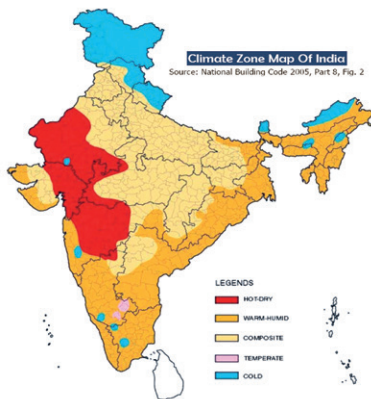 Climate Zone Map Of India
Source: National Building Code 2005, Part 8, Fig. 2
LEGENDS
HOT-DRY
WARM-HUMID
COMPOSITE
TEMPERATE
COLD